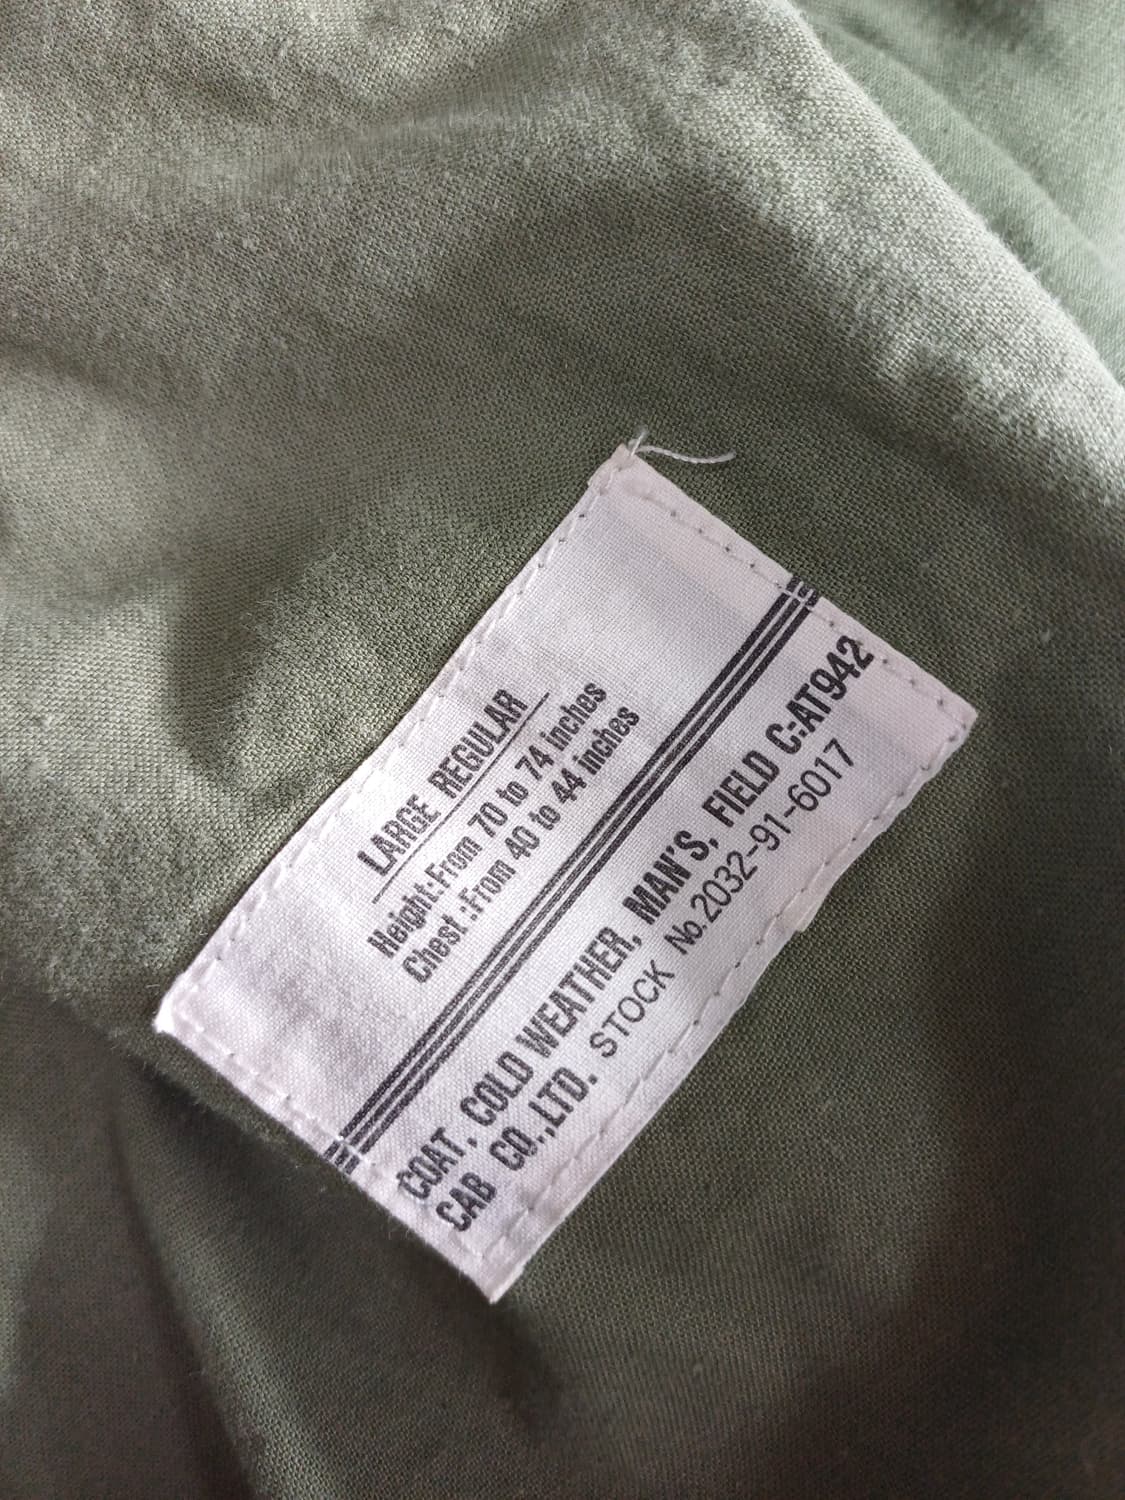 LARGE REGULAR
Height:From 70 to 74 inches
Chest :From 40 to 44 inches
COAT, COLD WEATHER, MAN'S, FIELD C:AT942
CAB CO.,LTD. STOCK No.2032-91-6017